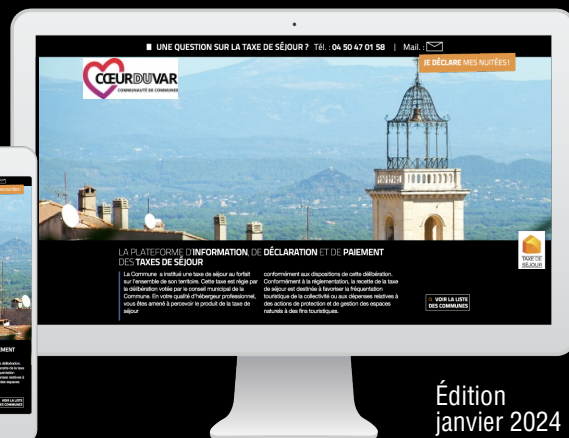 ■ UNE QUESTION SUR LA TAXE DE SÉJOUR ? Tél. : 04 50 47 01 58 | Mail. :
JE DÉCLARE MES NUITÉES !
CŒURDUVAR
COMMUNAUTÉ DE COMMUNES
LA PLATEFORME D'INFORMATION, DE DÉCLARATION ET DE PAIEMENT
DES TAXES DE SÉJOUR
La Commune a institué une taxe de séjour au forfait
sur l'ensemble de son territoire. Cette taxe est régie par
la délibération votée par le conseil municipal de la
Commune. En votre qualité d'hébergeur professionnel,
vous êtes amené à percevoir le produit de la taxe de
séjour
conformément aux dispositions de cette délibération.
Conformément à la réglementation, la recette de la taxe
de séjour est destinée à favoriser la fréquentation
touristique de la collectivité ou aux dépenses relatives à
des actions de protection et de gestion des espaces
naturels à des fins touristiques.
TAXE DE
SÉJOUR
VOIR LA LISTE
DES COMMUNES
EMENT
VOIR LA LISTE
DES COMMUNES
Édition
janvier 2024